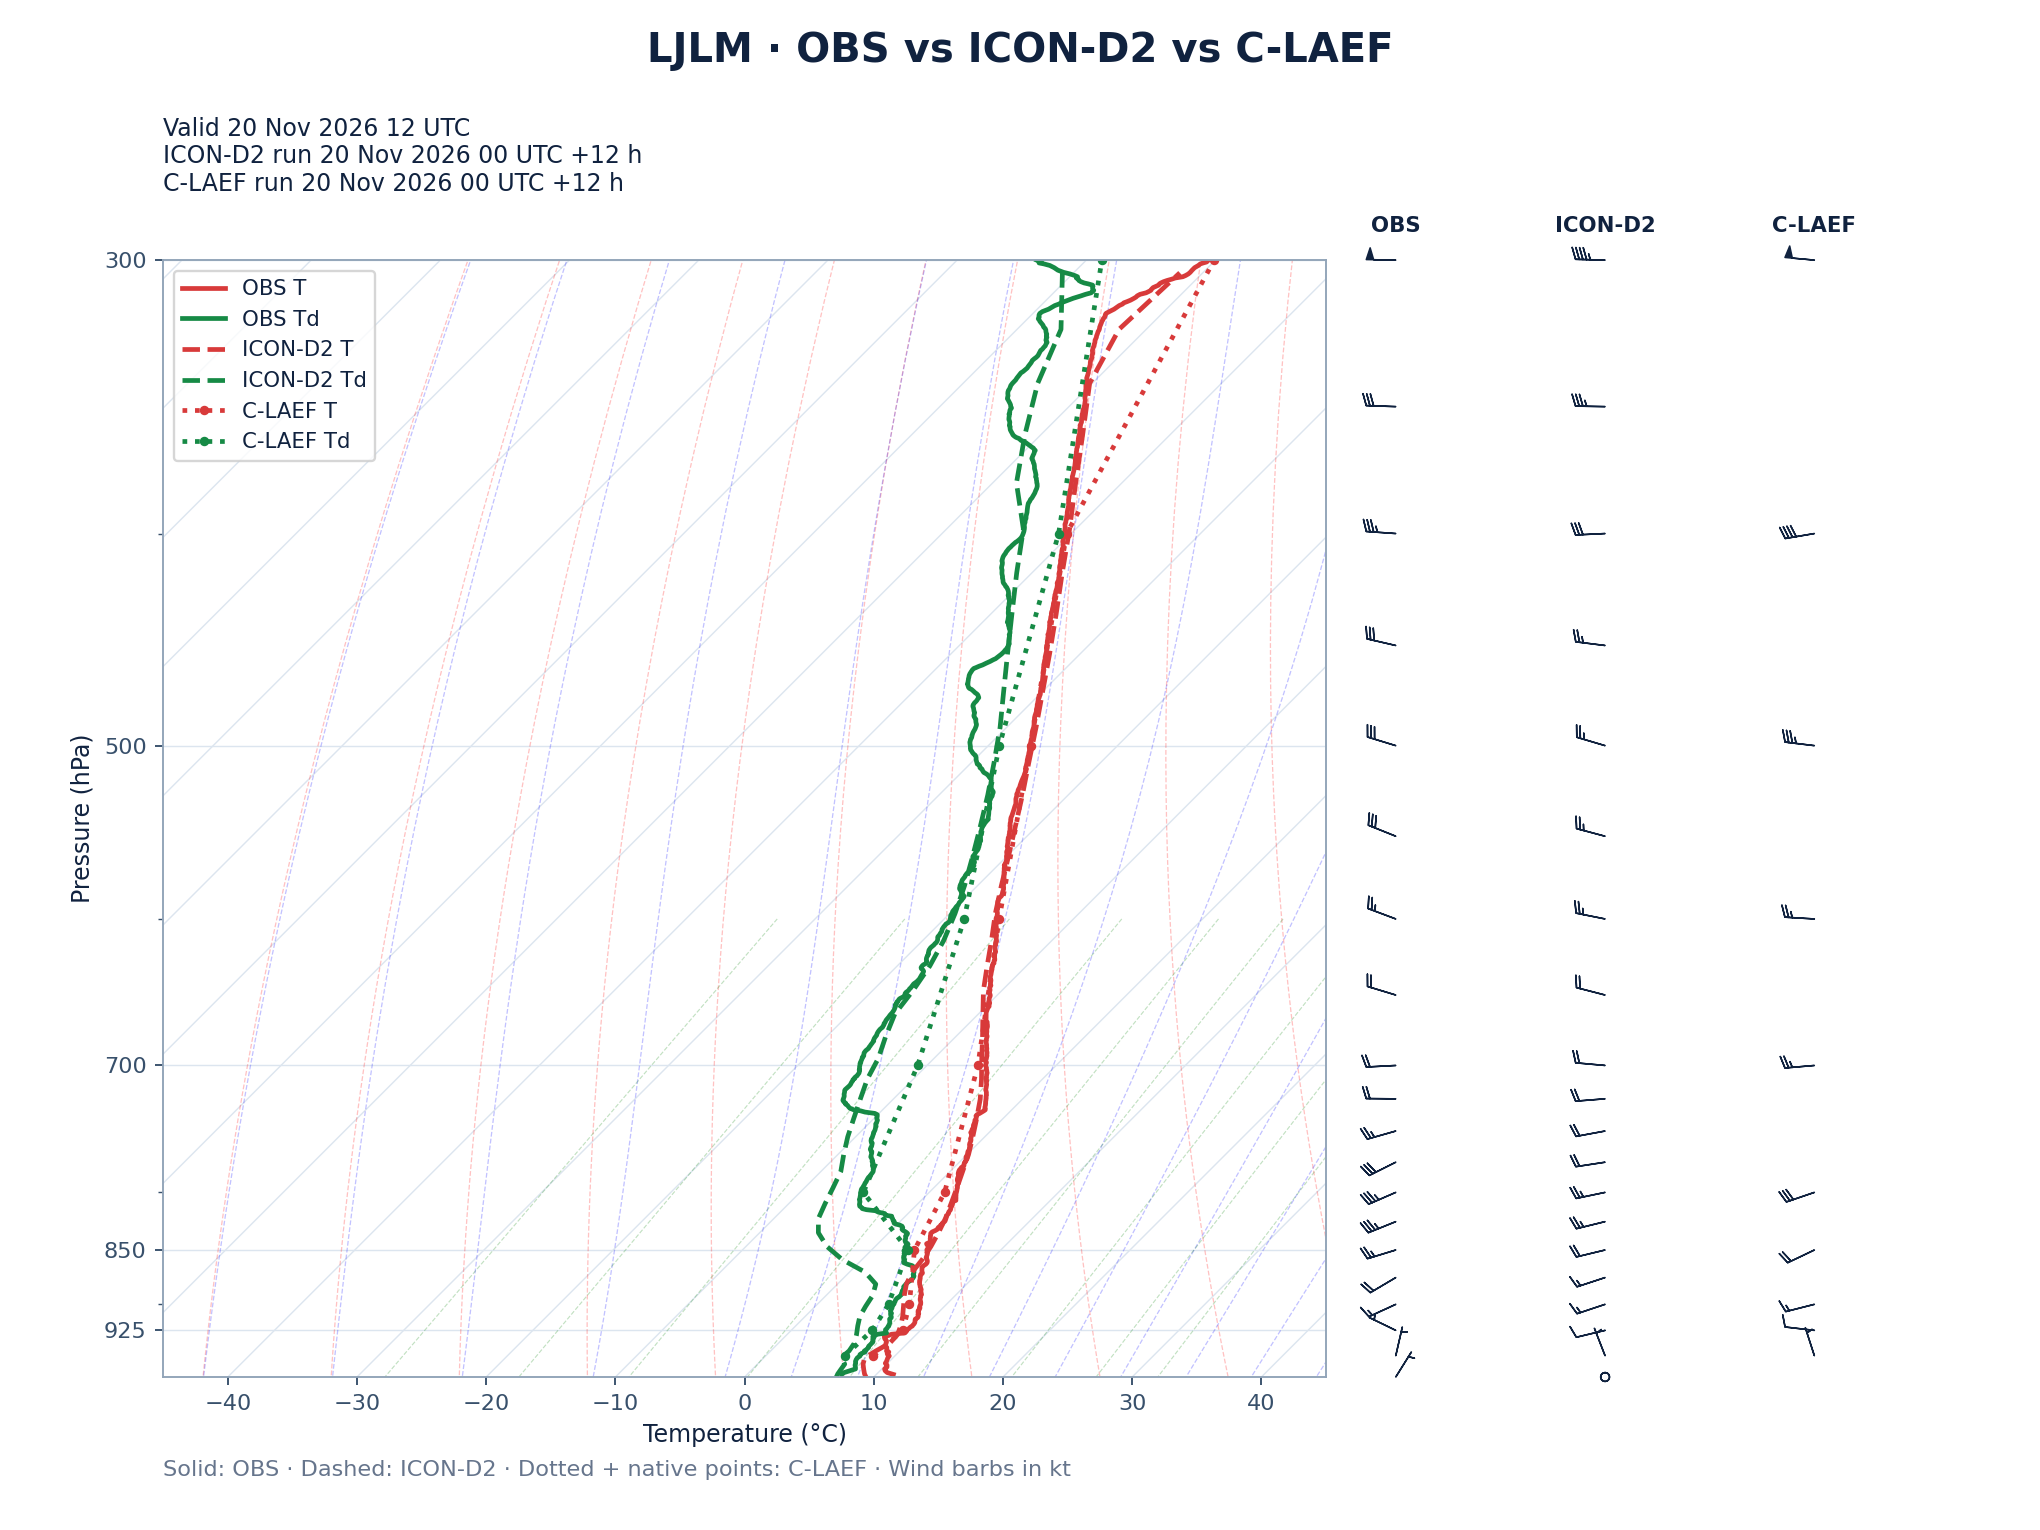 LJLM · OBS vs ICON-D2 vs C-LAEF
Valid 20 Nov 2026 12 UTC
ICON-D2 run 20 Nov 2026 00 UTC +12 h
C-LAEF run 20 Nov 2026 00 UTC +12 h
OBS ICON-D2 C-LAEF
OBS T
OBS Td
ICON-D2 T
ICON-D2 Td
C-LAEF T
C-LAEF Td
300
500
700
850
925
Pressure (hPa)
−40 −30 −20 −10 0 10 20 30 40
Temperature (°C)
Solid: OBS · Dashed: ICON-D2 · Dotted + native points: C-LAEF · Wind barbs in kt